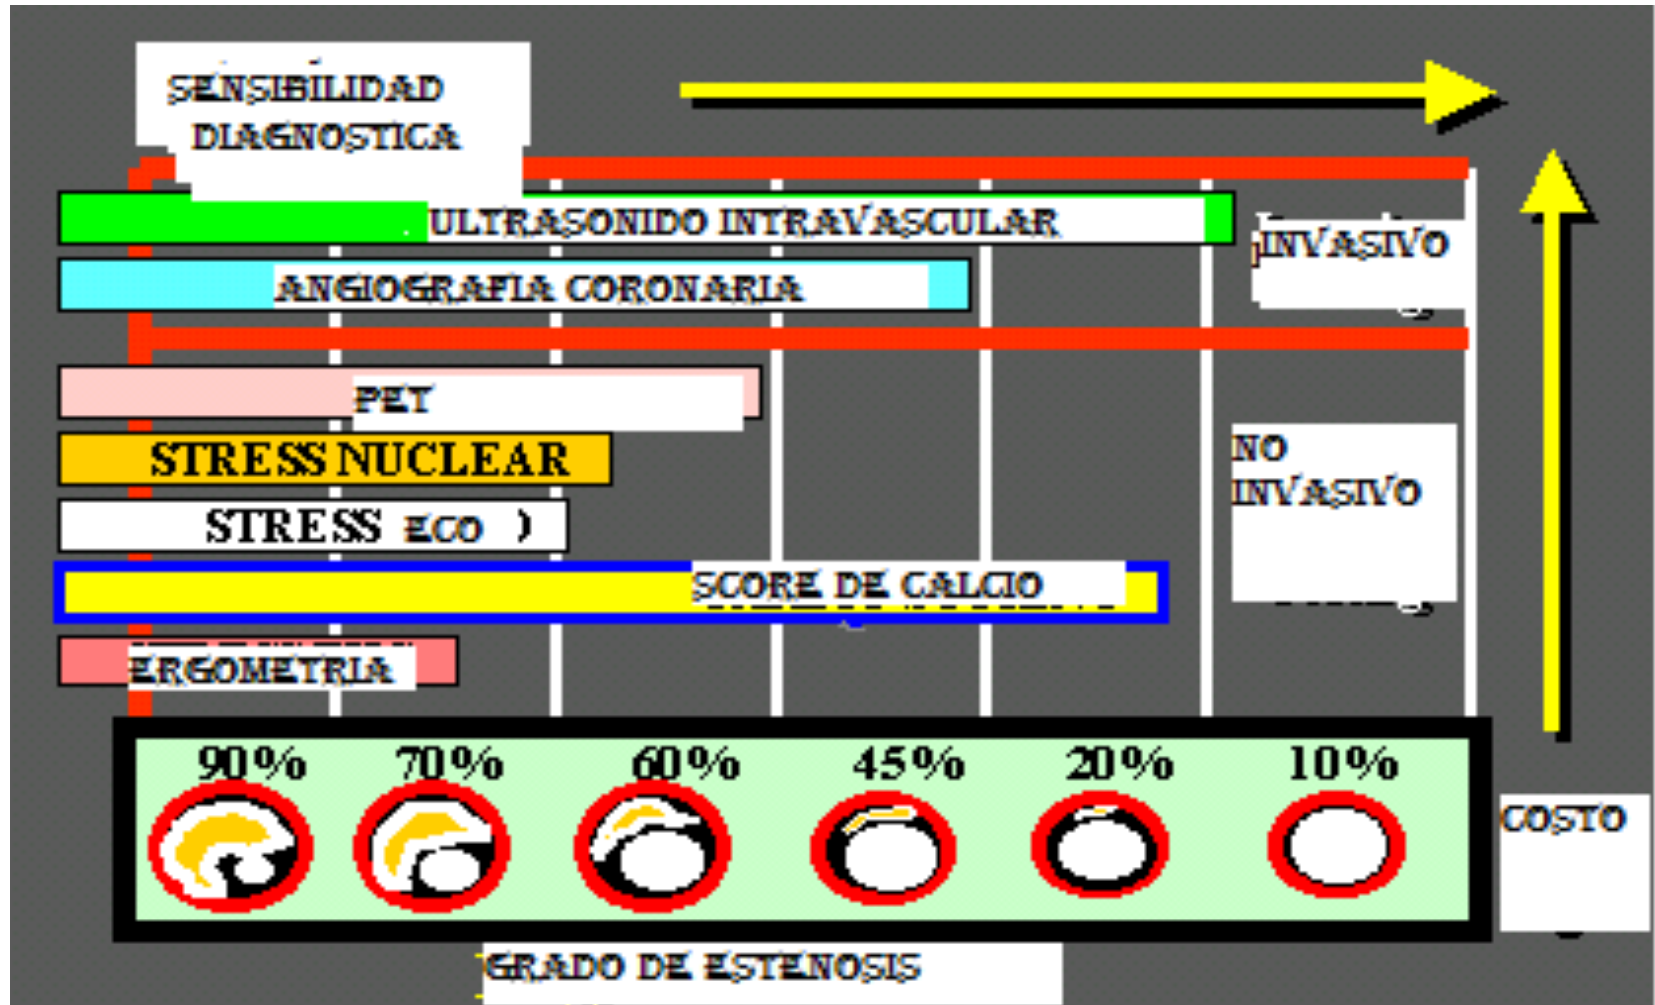 SENSIBILIDAD
DIAGNOSTICA
ULTRASONIDO INTRAVASCULAR
INVASIVO
ANGIOGRAFIA CORONARIA
PET
STRESS NUCLEAR
NO
INVASIVO
STRESS ECO )
SCORE DE CALCIO
ERGOMETRIA
90% 70% 60% 45% 20% 10%
COSTO
GRADO DE ESTENOSIS